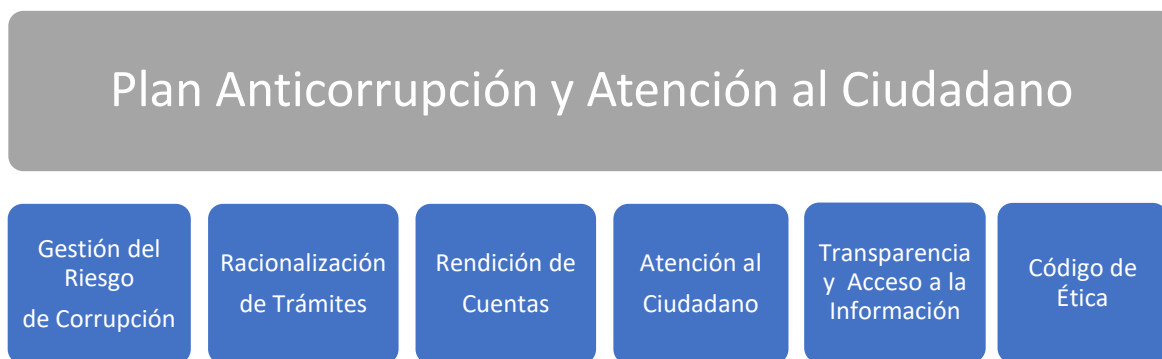 Plan Anticorrupción y Atención al Ciudadano
Gestión del
Riesgo
de Corrupción
Racionalización
de Trámites
Rendición de
Cuentas
Atención al
Ciudadano
Transparencia
y Acceso a la
Información
Código de
Ética